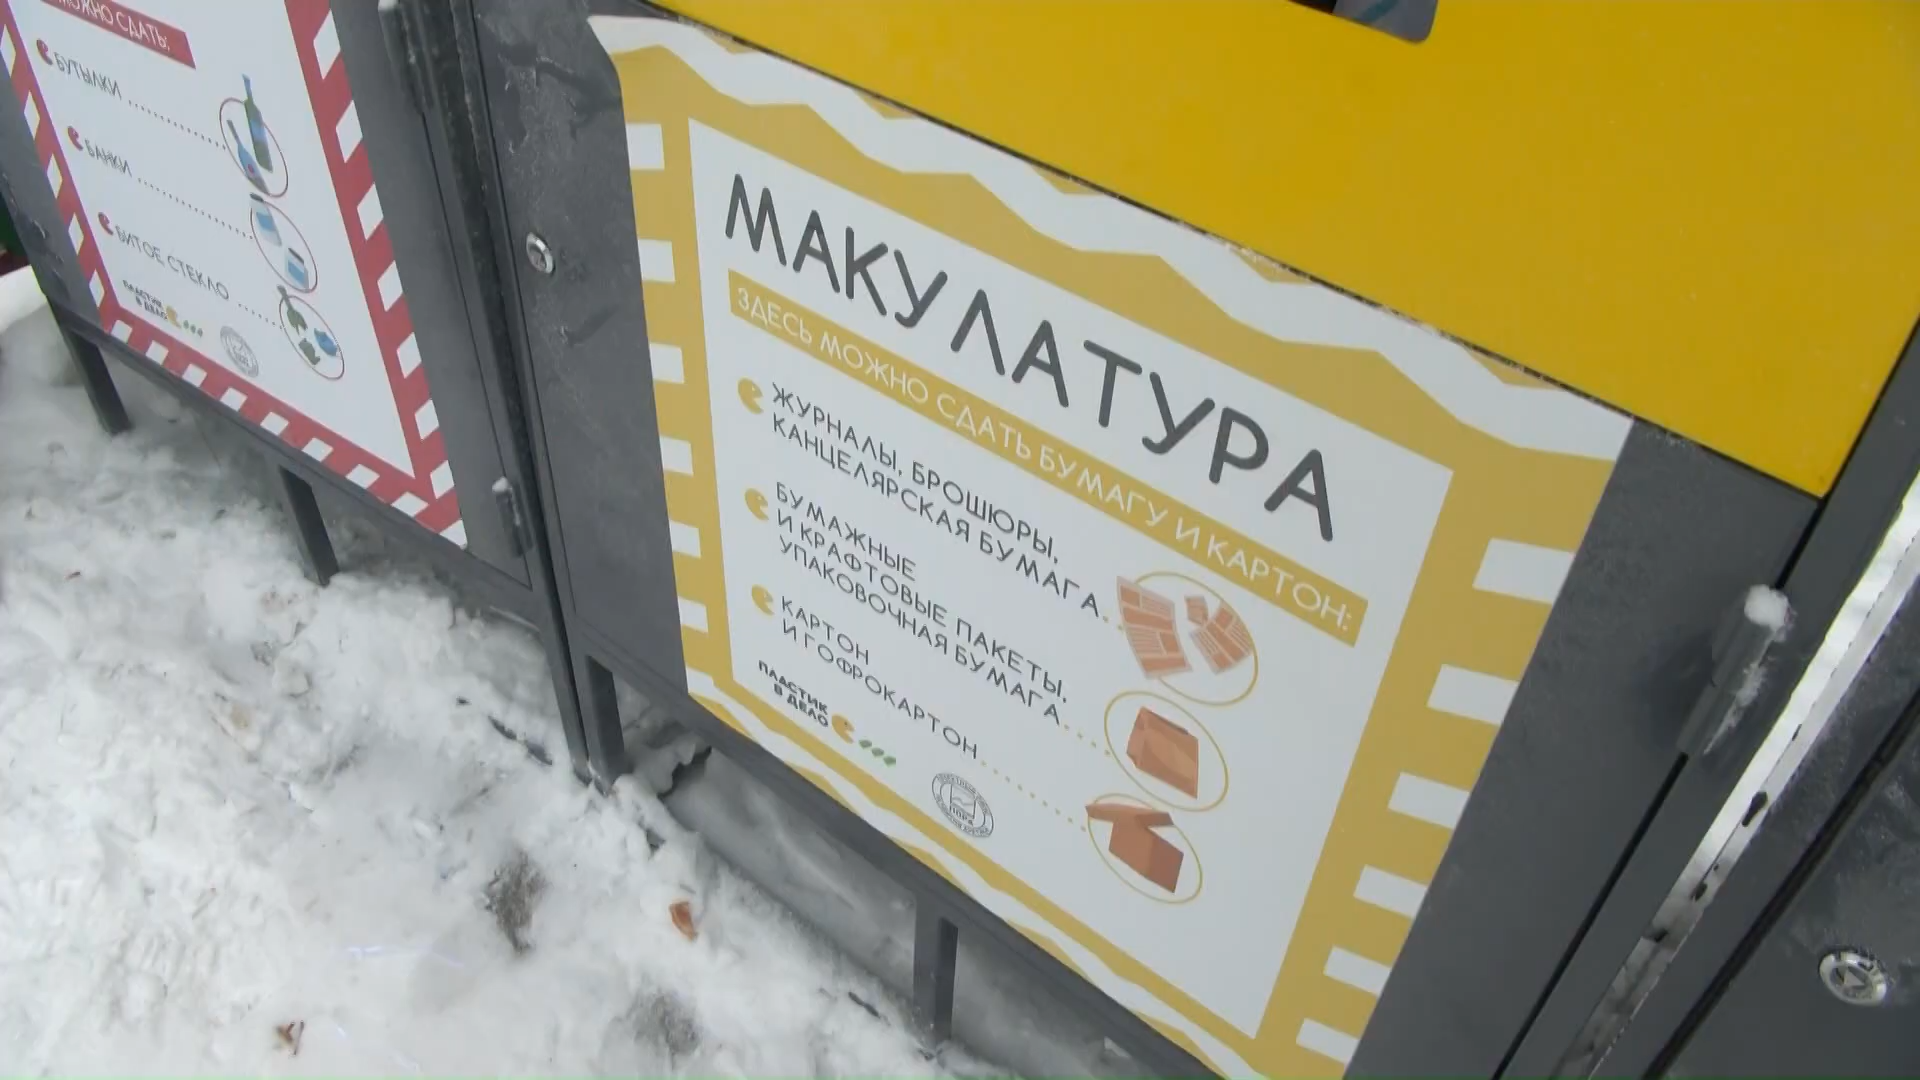 МОЖНО СДАТЬ:
БУТЫЛКИ
БАНКИ
БИТОЕ СТЕКЛО
ПЛАСТИК
В ДЕЛО
МАКУЛАТУРА
ЗДЕСЬ МОЖНО СДАТЬ БУМАГУ И КАРТОН:
ЖУРНАЛЫ, БРОШЮРЫ,
КАНЦЕЛЯРСКАЯ БУМАГА
БУМАЖНЫЕ
И КРАФТОВЫЕ ПАКЕТЫ,
УПАКОВОЧНАЯ БУМАГА
КАРТОН
И ГОФРОКАРТОН
ПЛАСТИК
В ДЕЛО